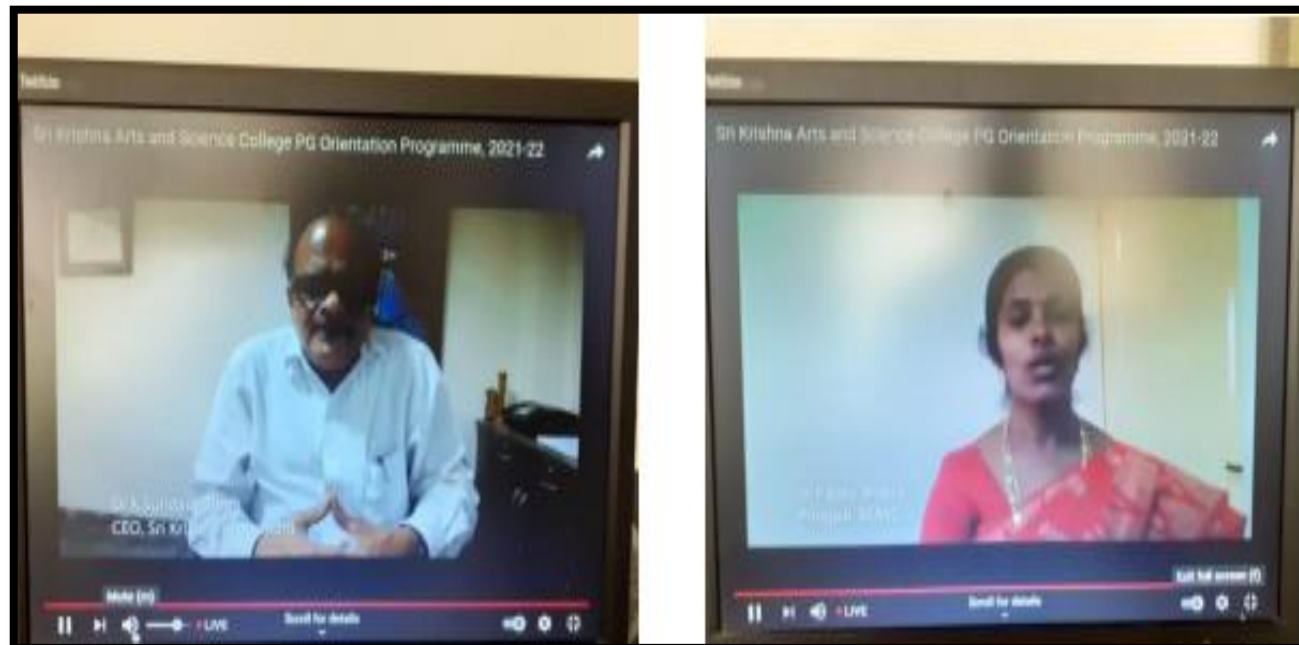 Sri Krishna Arts and Science College PG Orientation Programme, 2021-22
CEO, Sri
Mute (m)
LIVE
Scroll for details
Sri Krishna Arts and Science College PG Orientation Programme, 2021-22
Exit full screen (f)
LIVE
Scroll for details